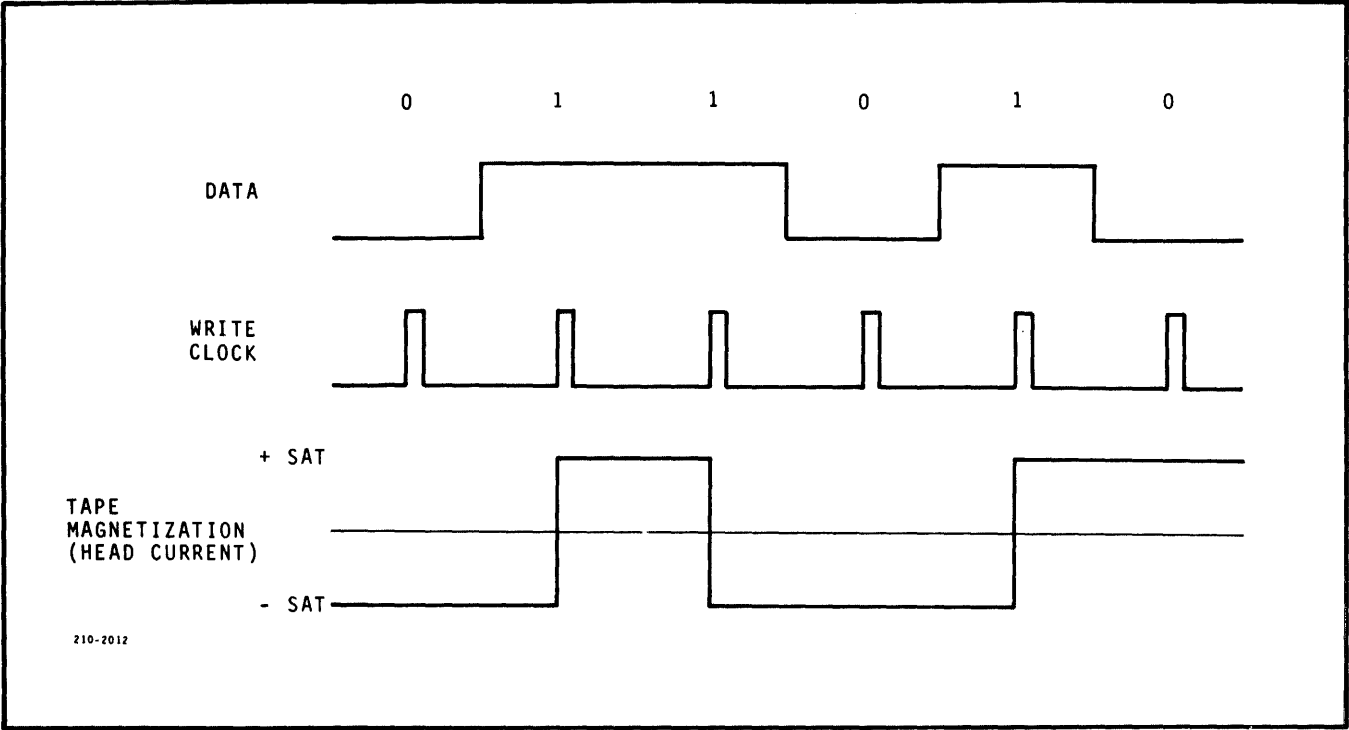 0 1 1 0 1 0
DATA
WRITE
CLOCK
+ SAT
TAPE
MAGNETIZATION
(HEAD CURRENT)
- SAT
210-2012